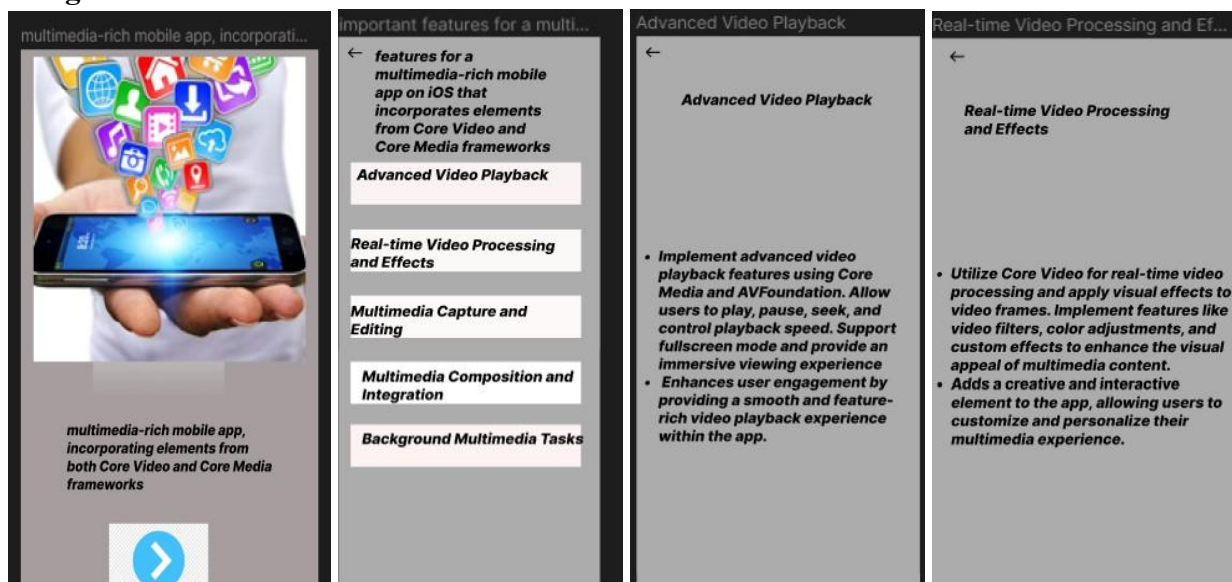 multimedia-rich mobile app, incorporati...
multimedia-rich mobile app,
incorporating elements from
both Core Video and Core Media
frameworks
important features for a multi...
← features for a
multimedia-rich mobile
app on iOS that
incorporates elements
from Core Video and
Core Media frameworks
Advanced Video Playback
Real-time Video Processing
and Effects
Multimedia Capture and
Editing
Multimedia Composition and
Integration
Background Multimedia Tasks
Advanced Video Playback
←
Advanced Video Playback
• Implement advanced video
playback features using Core
Media and AVFoundation. Allow
users to play, pause, seek, and
control playback speed. Support
fullscreen mode and provide an
immersive viewing experience
• Enhances user engagement by
providing a smooth and feature-
rich video playback experience
within the app.
Real-time Video Processing and Ef...
←
Real-time Video Processing
and Effects
• Utilize Core Video for real-time video
processing and apply visual effects to
video frames. Implement features like
video filters, color adjustments, and
custom effects to enhance the visual
appeal of multimedia content.
• Adds a creative and interactive
element to the app, allowing users to
customize and personalize their
multimedia experience.